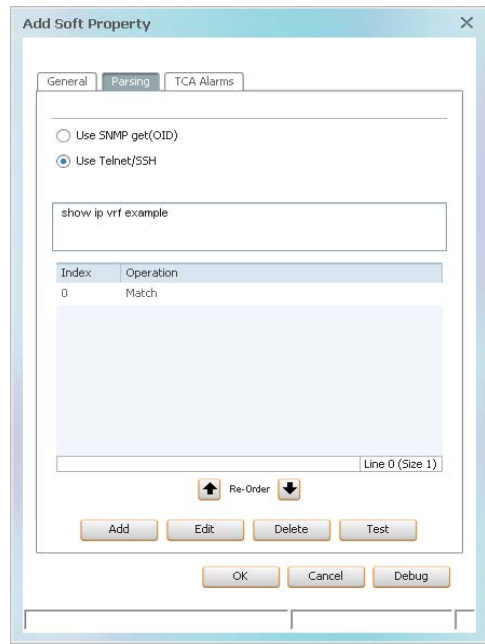 Add Soft Property
General Parsing TCA Alarms
Use SNMP get(OID)
Use Telnet/SSH
show ip vrf example
Index Operation
0 Match
Line 0 (Size 1)
Re-Order
Add Edit Delete Test
OK Cancel Debug